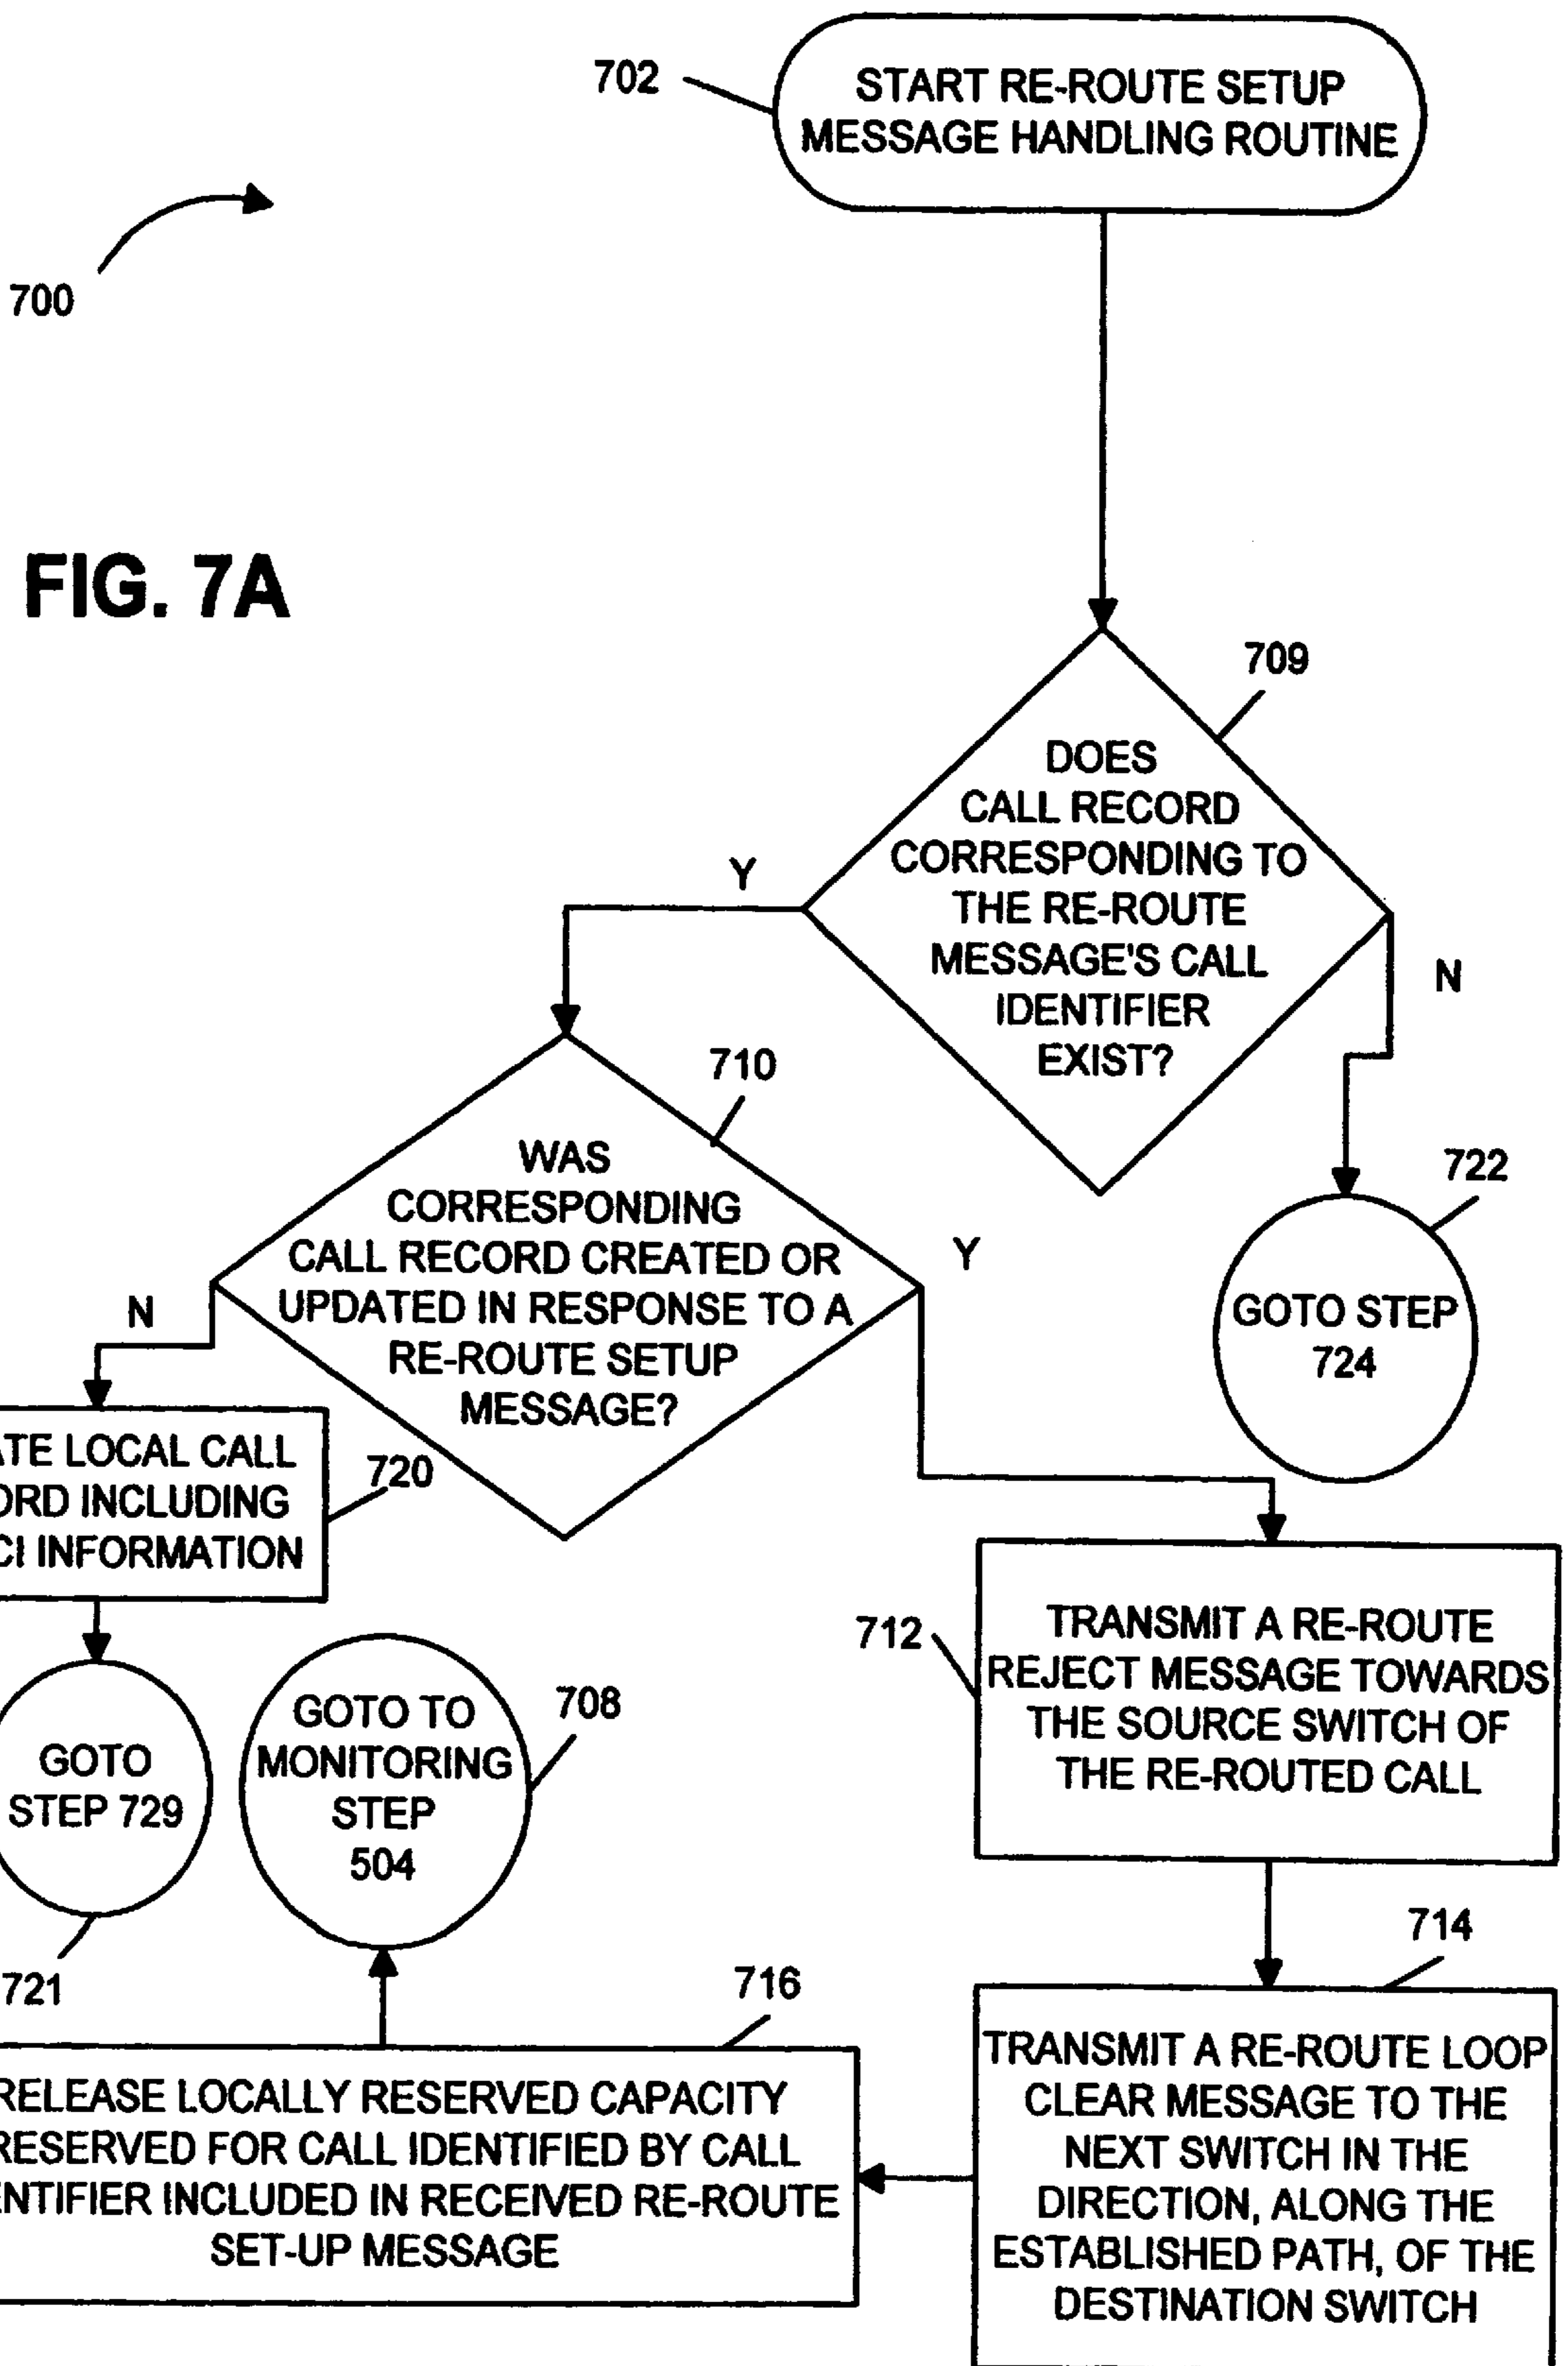 702
START RE-ROUTE SETUP
MESSAGE HANDLING ROUTINE
700
FIG. 7A
709
DOES
CALL RECORD
CORRESPONDING TO
THE RE-ROUTE
MESSAGE'S CALL
IDENTIFIER
EXIST?
Y
N
710
WAS
CORRESPONDING
CALL RECORD CREATED OR
UPDATED IN RESPONSE TO A
RE-ROUTE SETUP
MESSAGE?
N
Y
722
GOTO STEP
724
LOCAL CALL
INCLUDING
INFORMATION
720
GOTO
STEP 729
721
GOTO TO
MONITORING
STEP
504
708
712
TRANSMIT A RE-ROUTE
REJECT MESSAGE TOWARDS
THE SOURCE SWITCH OF
THE RE-ROUTED CALL
714
TRANSMIT A RE-ROUTE LOOP
CLEAR MESSAGE TO THE
NEXT SWITCH IN THE
DIRECTION, ALONG THE
ESTABLISHED PATH, OF THE
DESTINATION SWITCH
716
RELEASE LOCALLY RESERVED CAPACITY
RESERVED FOR CALL IDENTIFIED BY CALL
INCLUDED IN RECEIVED RE-ROUTE
SET-UP MESSAGE